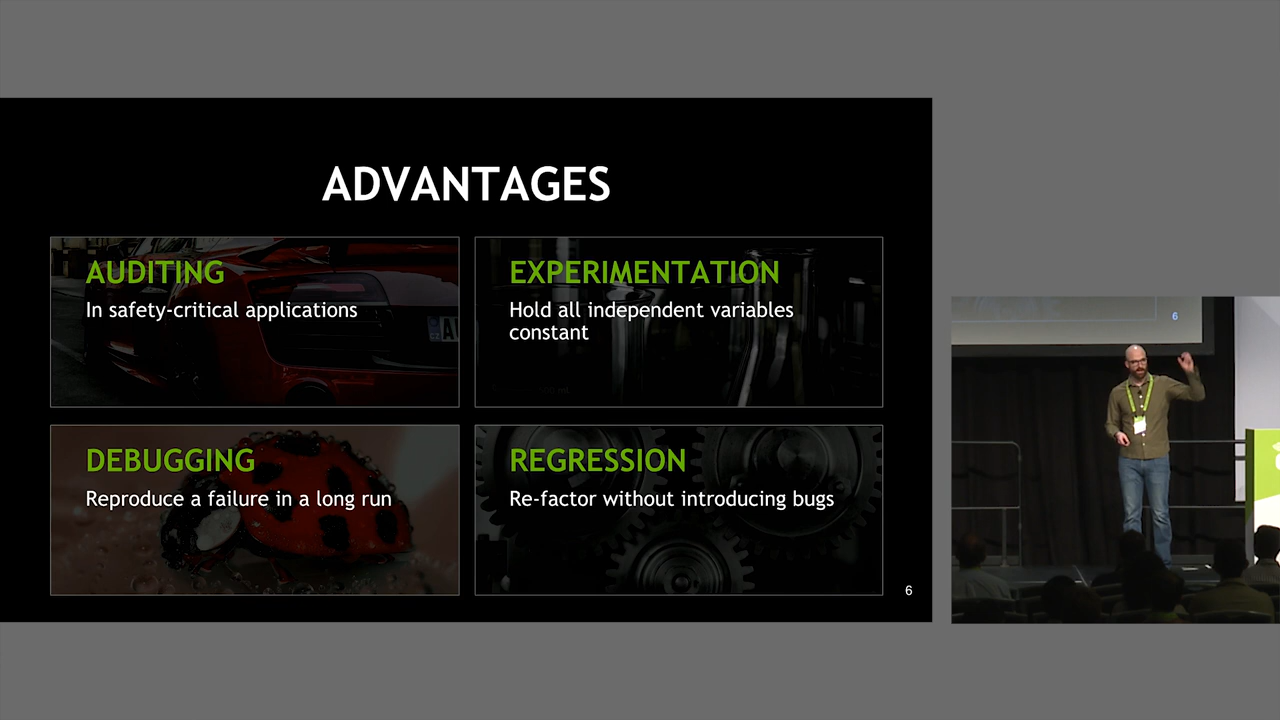 ADVANTAGES
AUDITING
In safety-critical applications
EXPERIMENTATION
Hold all independent variables
constant
DEBUGGING
Reproduce a failure in a long run
REGRESSION
Re-factor without introducing bugs
6
6